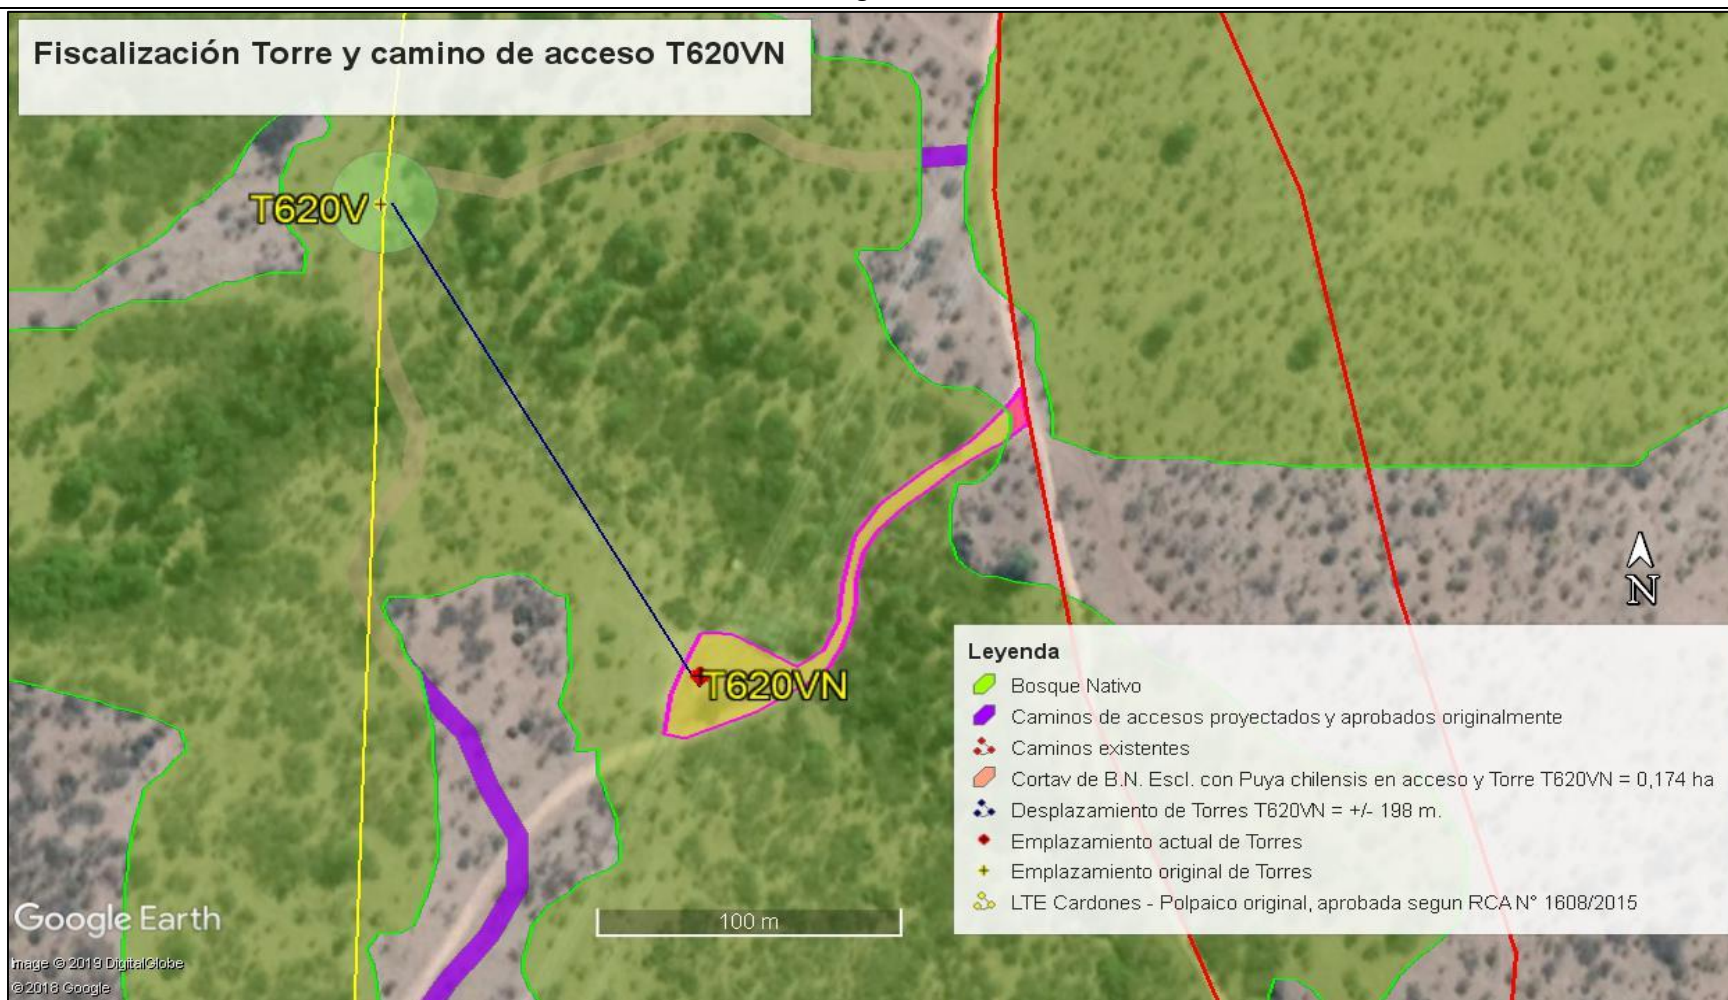 Fiscalización Torre y camino de acceso T620VN
T620V
T620VN
N
Leyenda
Bosque Nativo
Caminos de accesos proyectados y aprobados originalmente
Caminos existentes
Cortav de B.N. Escl. con Puya chilensis en acceso y Torre T620VN = 0,174 ha
Desplazamiento de Torres T620VN = +/- 198 m.
Emplazamiento actual de Torres
Emplazamiento original de Torres
LTE Cardones - Polpaico original, aprobada segun RCA N° 1608/2015
100 m
Google Earth
Image © 2019 DigitalGlobe
© 2018 Google